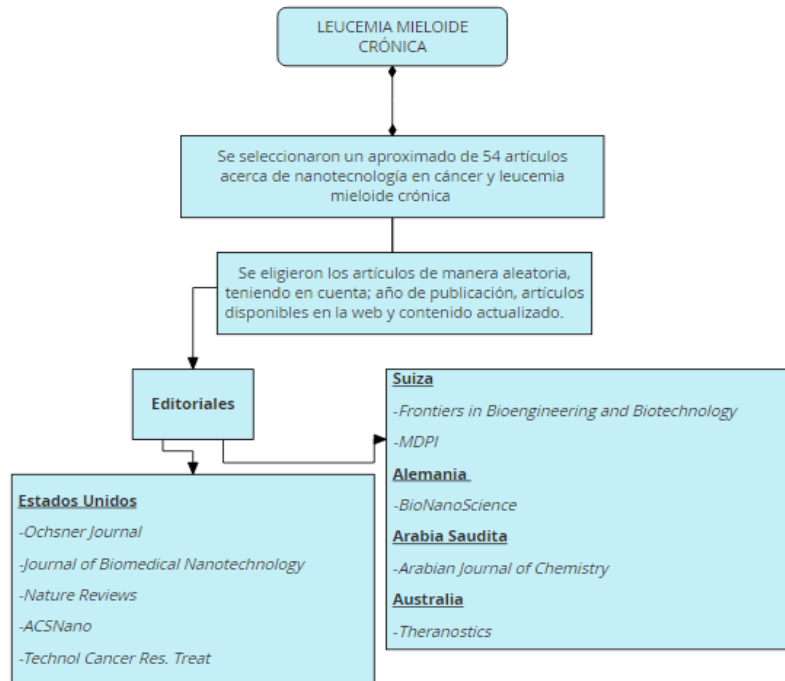 LEUCEMIA MIELOIDE
CRÓNICA
Se seleccionaron un aproximado de 54 artículos
acerca de nanotecnología en cáncer y leucemia
mieloide crónica
Se eligieron los artículos de manera aleatoria,
teniendo en cuenta; año de publicación, artículos
disponibles en la web y contenido actualizado.
Editoriales
Estados Unidos
-Ochsner Journal
-Journal of Biomedical Nanotechnology
-Nature Reviews
-ACSNano
-Technol Cancer Res. Treat
Suiza
-Frontiers in Bioengineering and Biotechnology
-MDPI
Alemania
-BioNanoScience
Arabia Saudita
-Arabian Journal of Chemistry
Australia
-Theranostics